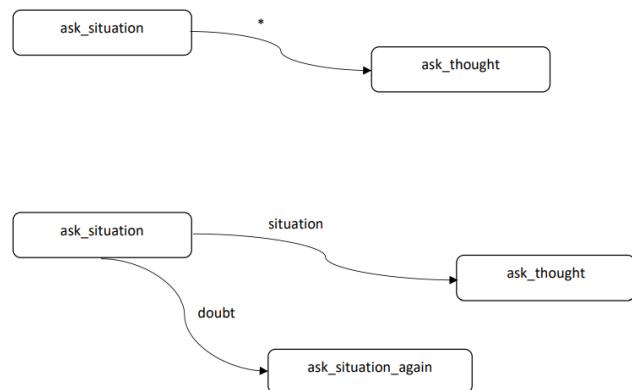 ask_situation
*
ask_thought
ask_situation
situation
ask_thought
doubt
ask_situation_again